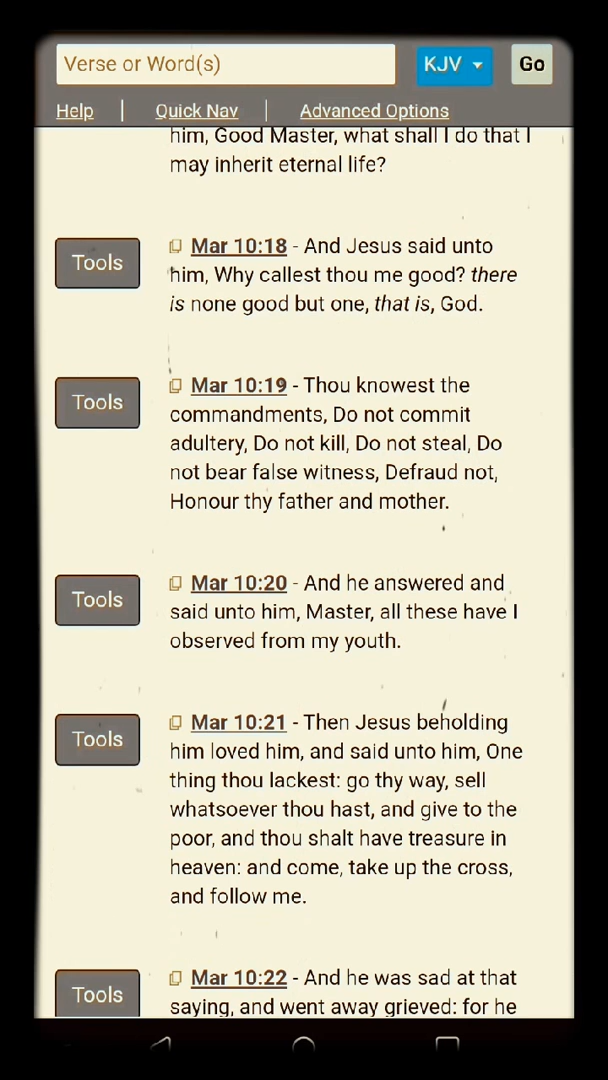 Verse or Word(s)
KJV
Go
Help
Quick Nav
Advanced Options
him, Good Master, what shall I do that I
may inherit eternal life?
Tools
Mar 10:18 - And Jesus said unto
him, Why callest thou me good? there
is none good but one, that is, God.
Tools
Mar 10:19 - Thou knowest the
commandments, Do not commit
adultery, Do not kill, Do not steal, Do
not bear false witness, Defraud not,
Honour thy father and mother.
Tools
Mar 10:20 - And he answered and
said unto him, Master, all these have I
observed from my youth.
Tools
Mar 10:21 - Then Jesus beholding
him loved him, and said unto him, One
thing thou lackest: go thy way, sell
whatsoever thou hast, and give to the
poor, and thou shalt have treasure in
heaven: and come, take up the cross,
and follow me.
Tools
Mar 10:22 - And he was sad at that
saying, and went away grieved: for he